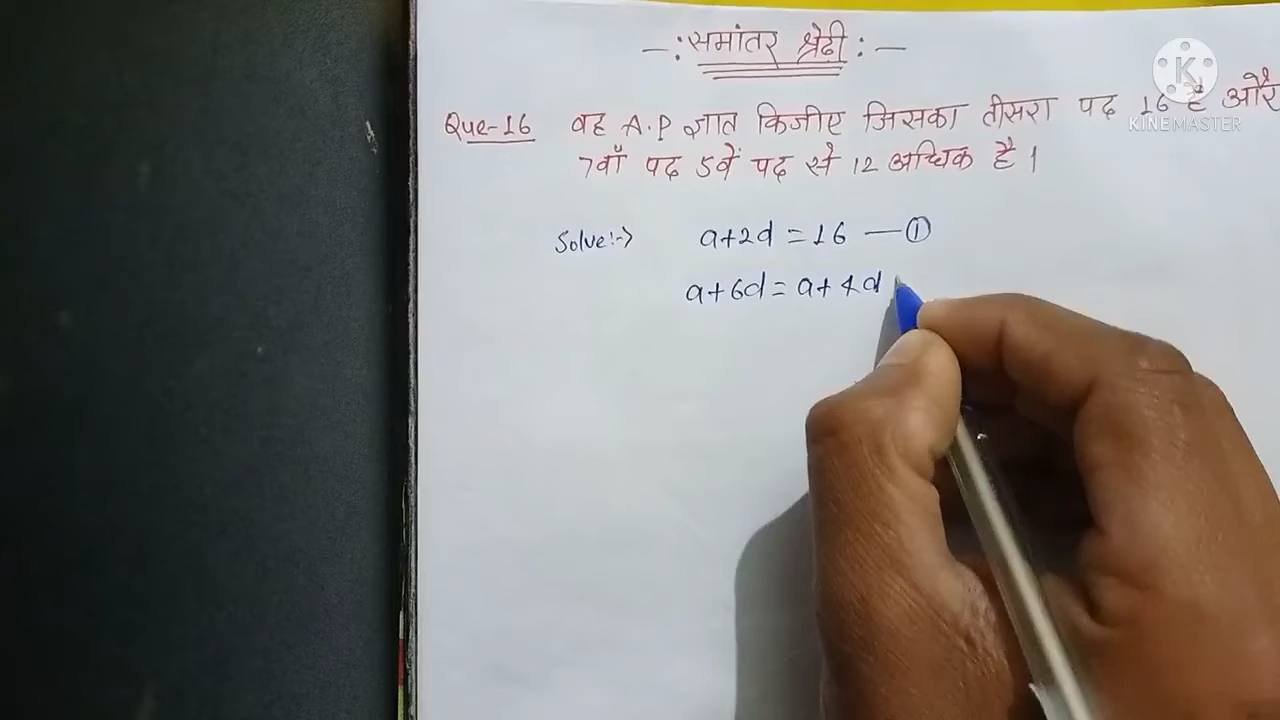 —:समांतर श्रेढी:—
Que-16 वह A.P ज्ञात किजीए जिसका तीसरा पद 16 है और
7वाँ पद 5वें पद से 12 अधिक है।
Solve:-> a+2d=16 —①
a+6d=a+4d
K
KINEMASTER